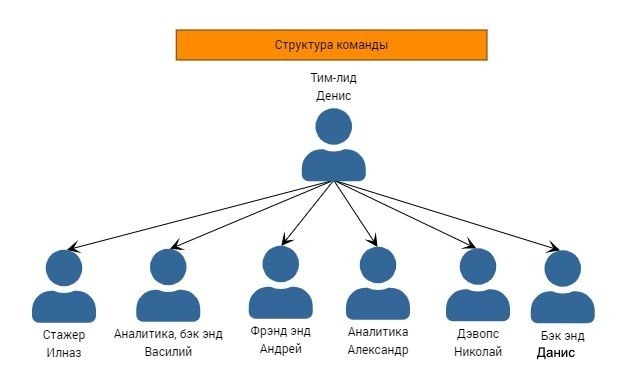 Структура команды
Тим-лид
Денис
Стажер
Илназ
Аналитика, бэк энд
Василий
Фрэнд энд
Андрей
Аналитика
Александр
Дэвопс
Николай
Бэк энд
Данис